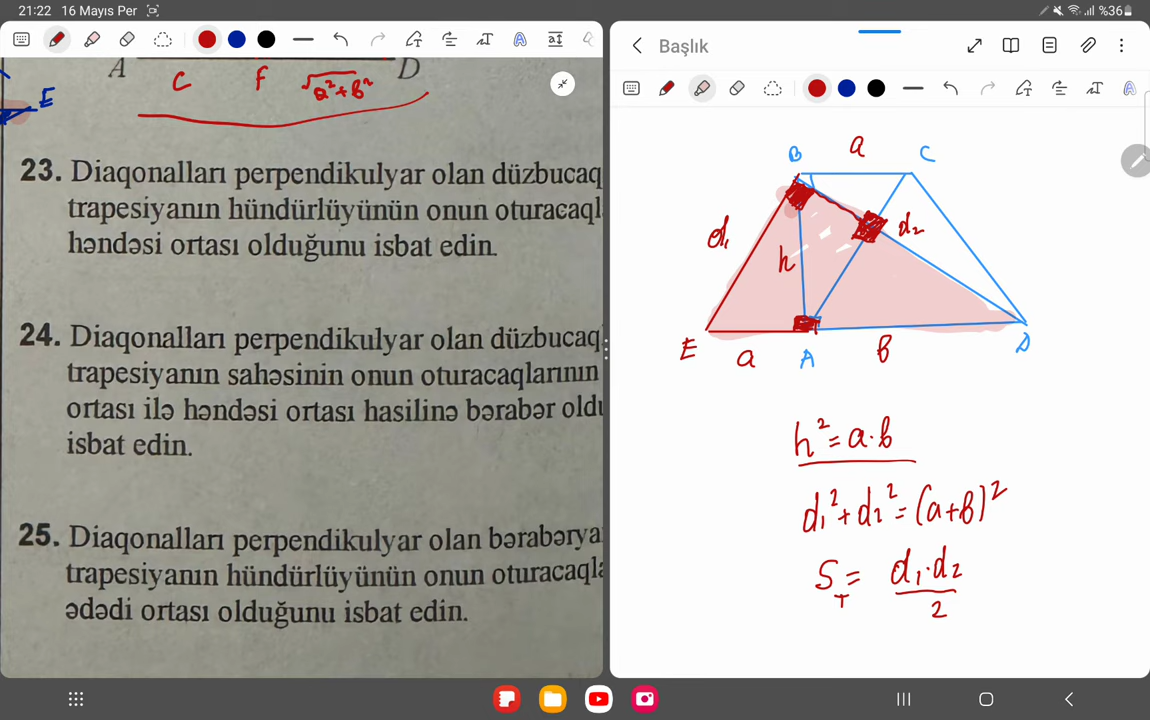 21:22 16 Mayıs Per
%36
A
C
f
√a²+b²
D
E
23. Diaqonalları perpendikulyar olan düzbucaq
trapesiyanın hündürlüyünün onun oturacaql
həndəsi ortası olduğunu isbat edin.
24. Diaqonalları perpendikulyar olan düzbucaq
trapesiyanın sahəsinin onun oturacaqlarının
ortası ilə həndəsi ortası hasilinə bərabər oldu
isbat edin.
25. Diaqonalları perpendikulyar olan bərabərya
trapesiyanın hündürlüyünün onun oturacaqla
ədədi ortası olduğunu isbat edin.
Başlık
B
a
C
d₁
d₂
h
E
a
A
b
D
h²=a·b
d₁²+d₂²=(a+b)²
S_T = d₁·d₂
2